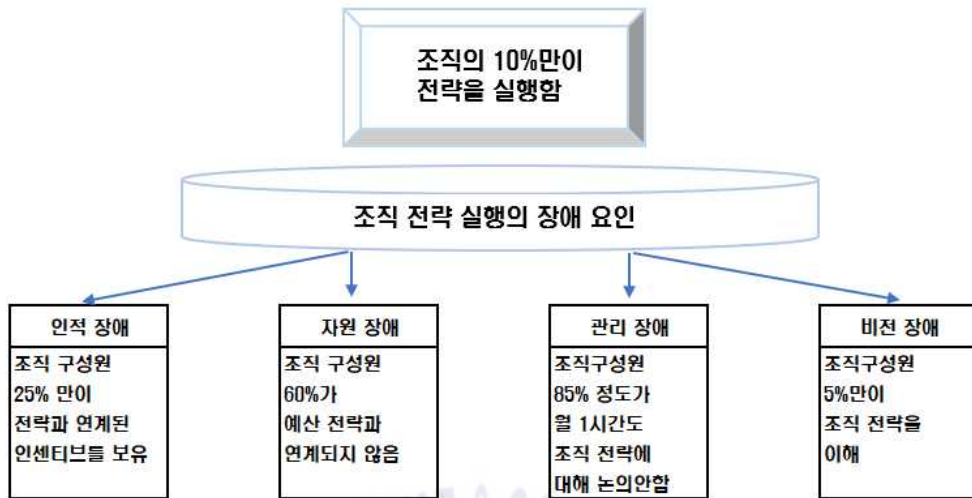 조직의 10%만이
전략을 실행함
조직 전략 실행의 장애 요인
인적 장애
조직 구성원
25% 만이
전략과 연계된
인센티브를 보유
자원 장애
조직 구성원
60%가
예산 전략과
연계되지 않음
관리 장애
조직구성원
85% 정도가
월 1시간도
조직 전략에
대해 논의안함
비전 장애
조직구성원
5%만이
조직 전략을
이해